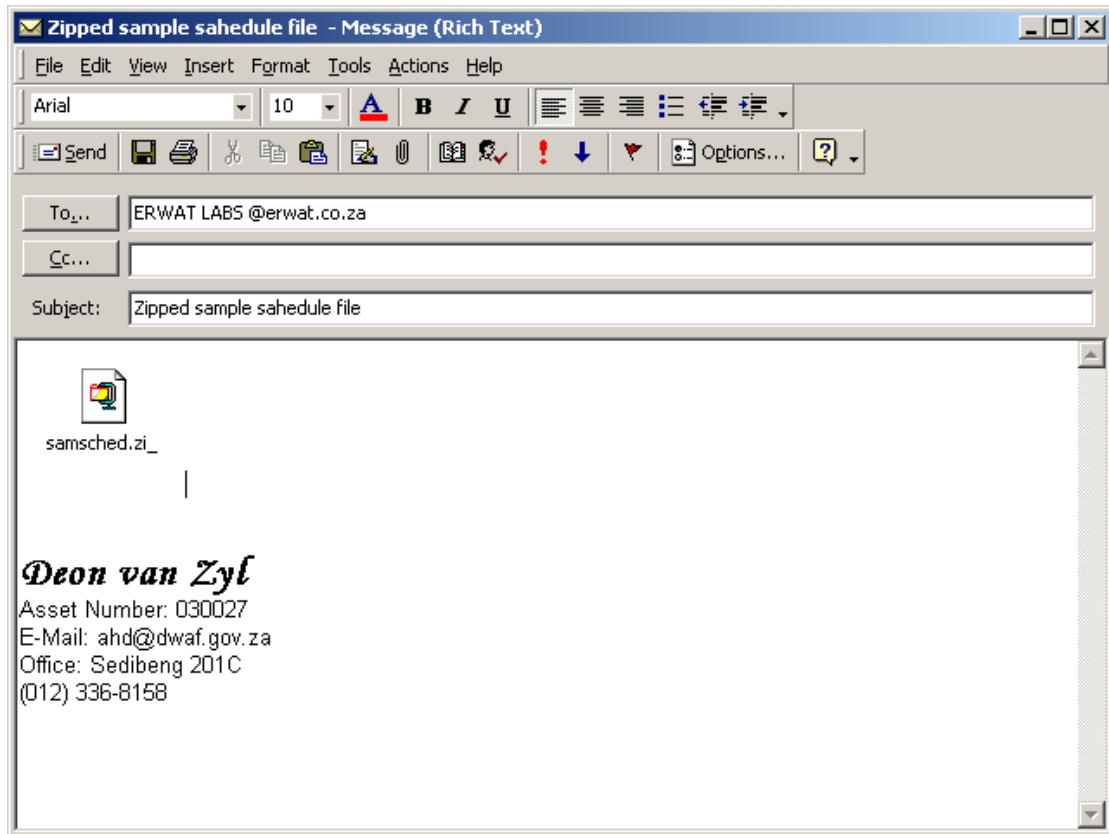 Zipped sample sahedule file - Message (Rich Text)
File Edit View Insert Format Tools Actions Help
Arial 10 A B I U
Send Options...
To... ERWAT LABS @erwat.co.za
Cc...
Subject: Zipped sample sahedule file
samsched.zi_
Deon van Zyl
Asset Number: 030027
E-Mail: ahd@dwaf.gov.za
Office: Sedibeng 201C
(012) 336-8158